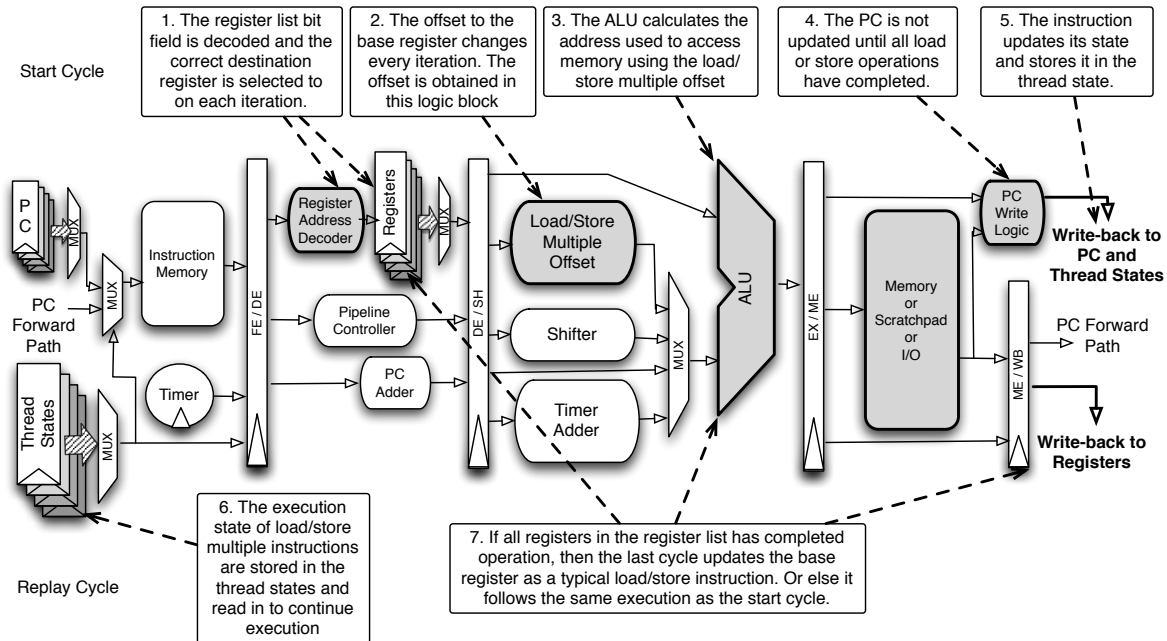 1. The register list bit
field is decoded and the
correct destination
register is selected to
on each iteration.
2. The offset to the
base register changes
every iteration. The
offset is obtained in
this logic block
3. The ALU calculates the
address used to access
memory using the load/
store multiple offset
4. The PC is not
updated until all load
or store operations
have completed.
5. The instruction
updates its state
and stores it in the
thread state.
Start Cycle
PC
MUX
MUX
Instruction
Memory
PC
Forward
Path
Timer
Thread
States
MUX
FE / DE
Register
Address
Decoder
Registers
MUX
Pipeline
Controller
PC
Adder
DE / SH
Load/Store
Multiple
Offset
Shifter
Timer
Adder
MUX
ALU
EX / ME
Memory
or
Scratchpad
or
I/O
PC
Write
Logic
Write-back to
PC and
Thread States
ME / WB
PC Forward
Path
Write-back to
Registers
6. The execution
state of load/store
multiple instructions
are stored in the
thread states and
read in to continue
execution
7. If all registers in the register list has completed
operation, then the last cycle updates the base
register as a typical load/store instruction. Or else it
follows the same execution as the start cycle.
Replay Cycle